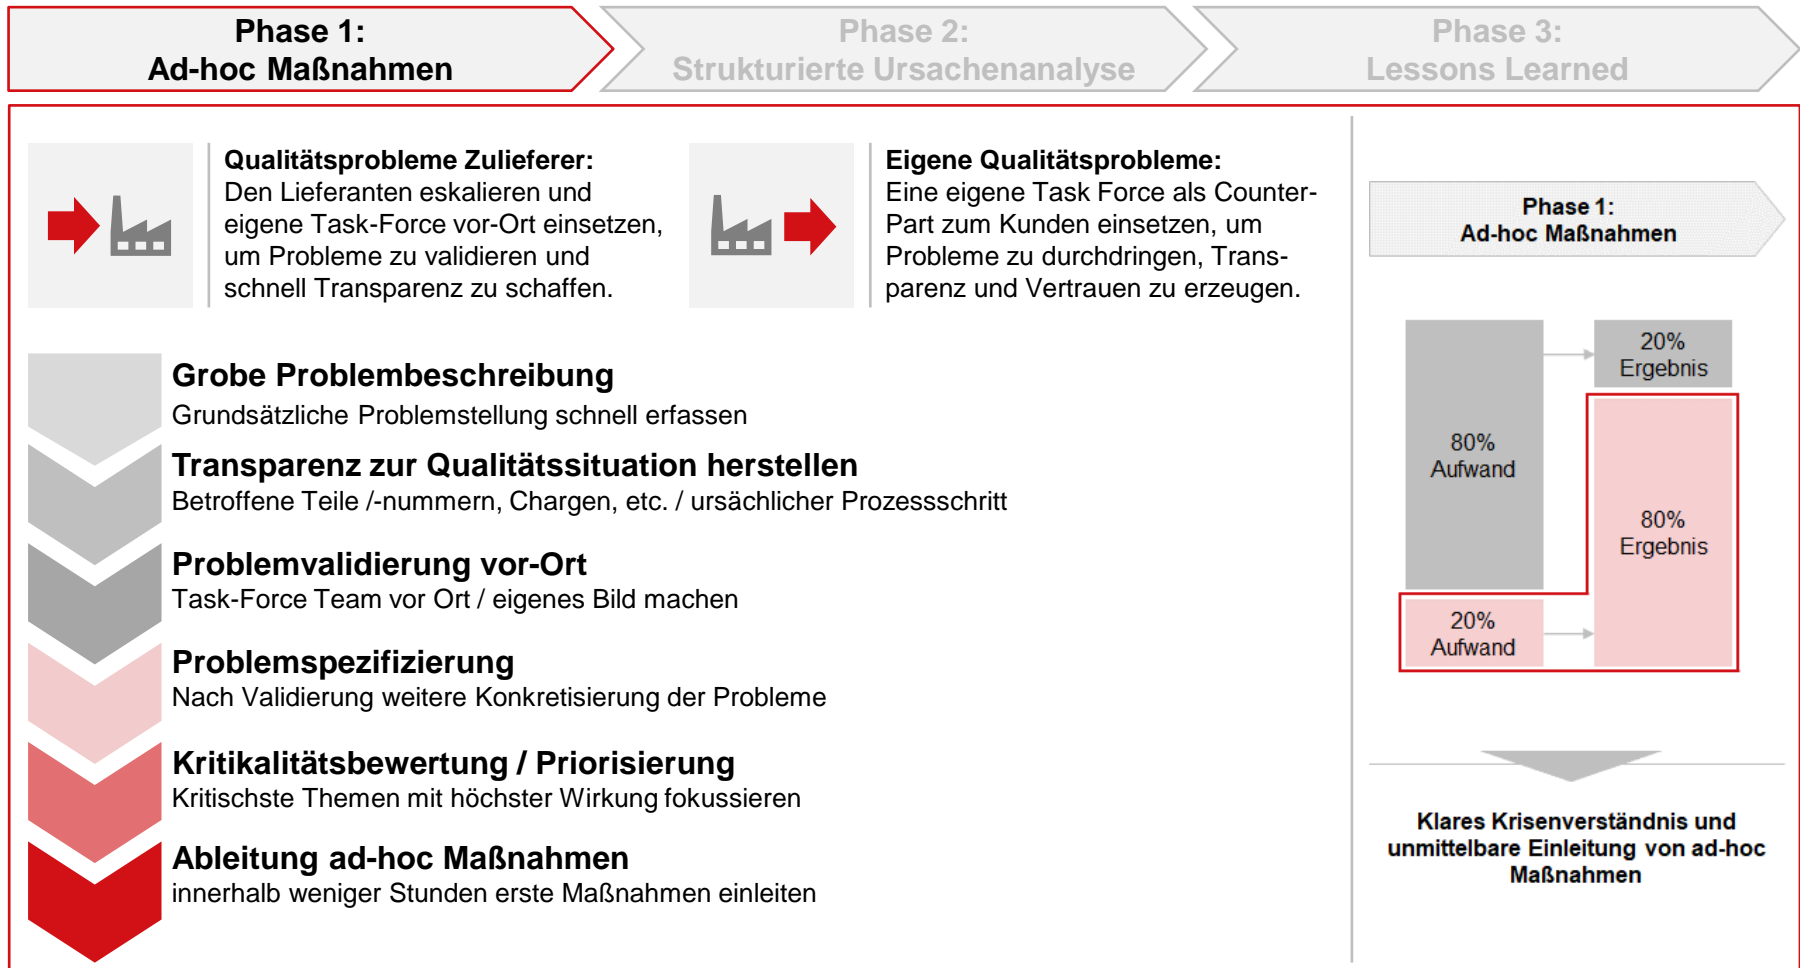 Phase 1:
Ad-hoc Maßnahmen
Phase 2:
Strukturierte Ursachenanalyse
Phase 3:
Lessons Learned
Qualitätsprobleme Zulieferer:
Den Lieferanten eskalieren und
eigene Task-Force vor-Ort einsetzen,
um Probleme zu validieren und
schnell Transparenz zu schaffen.
Eigene Qualitätsprobleme:
Eine eigene Task Force als Counter-
Part zum Kunden einsetzen, um
Probleme zu durchdringen, Trans-
parenz und Vertrauen zu erzeugen.
Grobe Problembeschreibung
Grundsätzliche Problemstellung schnell erfassen
Transparenz zur Qualitätssituation herstellen
Betroffene Teile /-nummern, Chargen, etc. / ursächlicher Prozessschritt
Problemvalidierung vor-Ort
Task-Force Team vor Ort / eigenes Bild machen
Problemspezifizierung
Nach Validierung weitere Konkretisierung der Probleme
Kritikalitätsbewertung / Priorisierung
Kritischste Themen mit höchster Wirkung fokussieren
Ableitung ad-hoc Maßnahmen
innerhalb weniger Stunden erste Maßnahmen einleiten
Phase 1:
Ad-hoc Maßnahmen
80%
Aufwand
20%
Ergebnis
20%
Aufwand
80%
Ergebnis
Klares Krisenverständnis und
unmittelbare Einleitung von ad-hoc
Maßnahmen